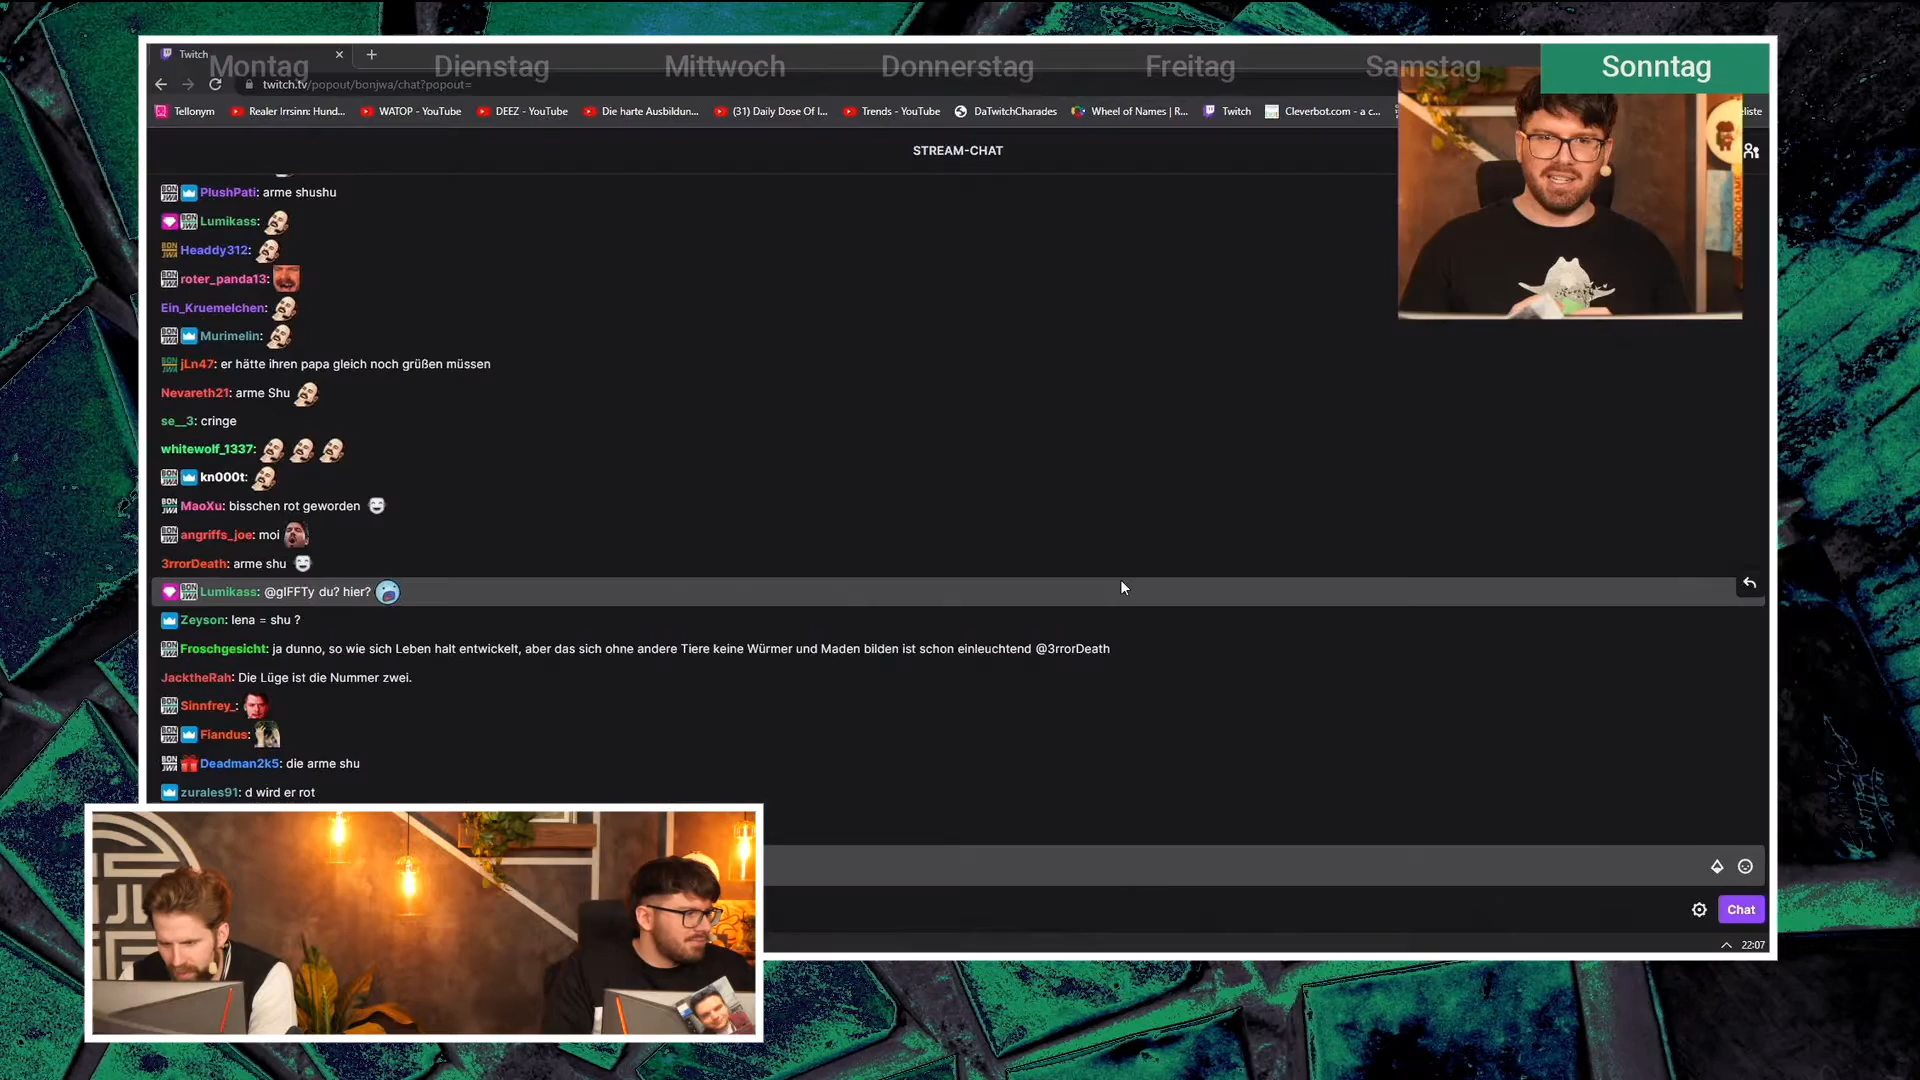 Twitch
Montag Dienstag Mittwoch Donnerstag Freitag Samstag Sonntag
twitch.tv/popout/bonjwa/chat?popout=
Tellonym Realer Irrsinn: Hund... WATOP - YouTube DEEZ - YouTube Die harte Ausbildun... (31) Daily Dose Of I... Trends - YouTube DaTwitchCharades Wheel of Names | R... Twitch Cleverbot.com - a c...
STREAM-CHAT
PlushPati: arme shushu
Lumikass:
Headdy312:
roter_panda13:
Ein_Kruemelchen:
Murimelin:
jLn47: er hätte ihren papa gleich noch grüßen müssen
Nevareth21: arme Shu
se__3: cringe
whitewolf_1337:
kn000t:
MaoXu: bisschen rot geworden
angriffs_joe: moi
3rrorDeath: arme shu
Lumikass: @gIFFTy du? hier?
Zeyson: lena = shu ?
Froschgesicht: ja dunno, so wie sich Leben halt entwickelt, aber das sich ohne andere Tiere keine Würmer und Maden bilden ist schon einleuchtend @3rrorDeath
JacktheRah: Die Lüge ist die Nummer zwei.
Sinnfrey_:
Fiandus:
Deadman2k5: die arme shu
zurales91: d wird er rot
Chat
22:07